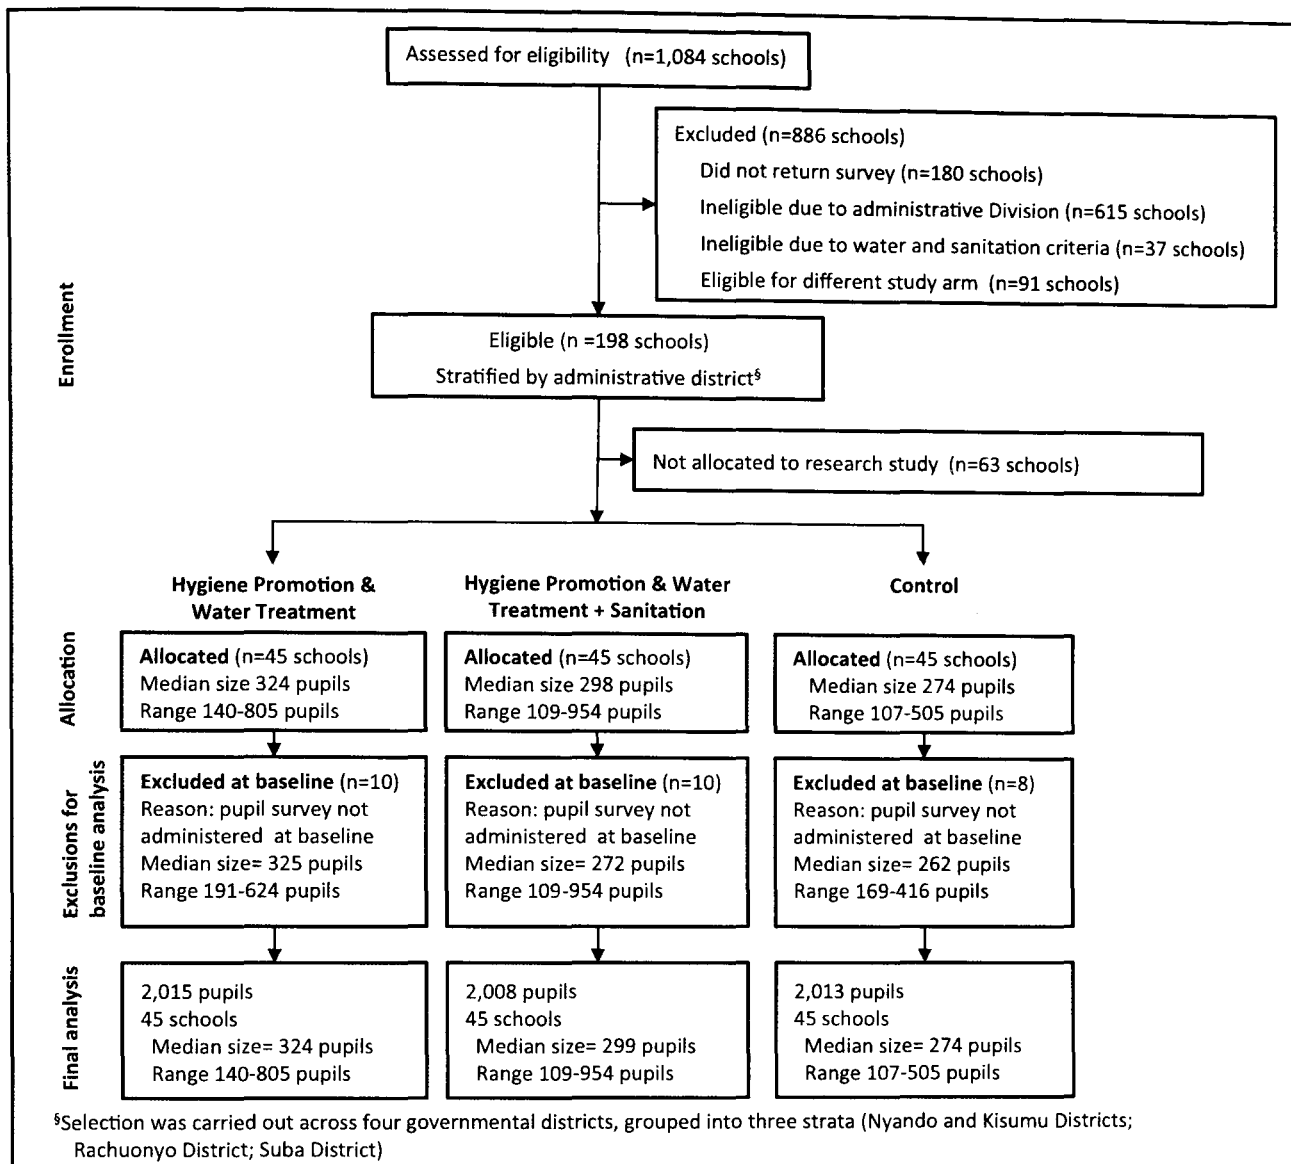 Assessed for eligibility (n=1,084 schools)
Excluded (n=886 schools)
Did not return survey (n=180 schools)
Ineligible due to administrative Division (n=615 schools)
Ineligible due to water and sanitation criteria (n=37 schools)
Eligible for different study arm (n=91 schools)
Enrollment
Eligible (n =198 schools)
Stratified by administrative district§
Not allocated to research study (n=63 schools)
Hygiene Promotion &
Water Treatment
Hygiene Promotion & Water
Treatment + Sanitation
Control
Allocation
Allocated (n=45 schools)
Median size 324 pupils
Range 140-805 pupils
Allocated (n=45 schools)
Median size 298 pupils
Range 109-954 pupils
Allocated (n=45 schools)
Median size 274 pupils
Range 107-505 pupils
Exclusions for
baseline analysis
Excluded at baseline (n=10)
Reason: pupil survey not
administered at baseline
Median size= 325 pupils
Range 191-624 pupils
Excluded at baseline (n=10)
Reason: pupil survey not
administered at baseline
Median size= 272 pupils
Range 109-954 pupils
Excluded at baseline (n=8)
Reason: pupil survey not
administered at baseline
Median size= 262 pupils
Range 169-416 pupils
Final analysis
2,015 pupils
45 schools
Median size= 324 pupils
Range 140-805 pupils
2,008 pupils
45 schools
Median size= 299 pupils
Range 109-954 pupils
2,013 pupils
45 schools
Median size= 274 pupils
Range 107-505 pupils
§Selection was carried out across four governmental districts, grouped into three strata (Nyando and Kisumu Districts;
Rachuonyo District; Suba District)